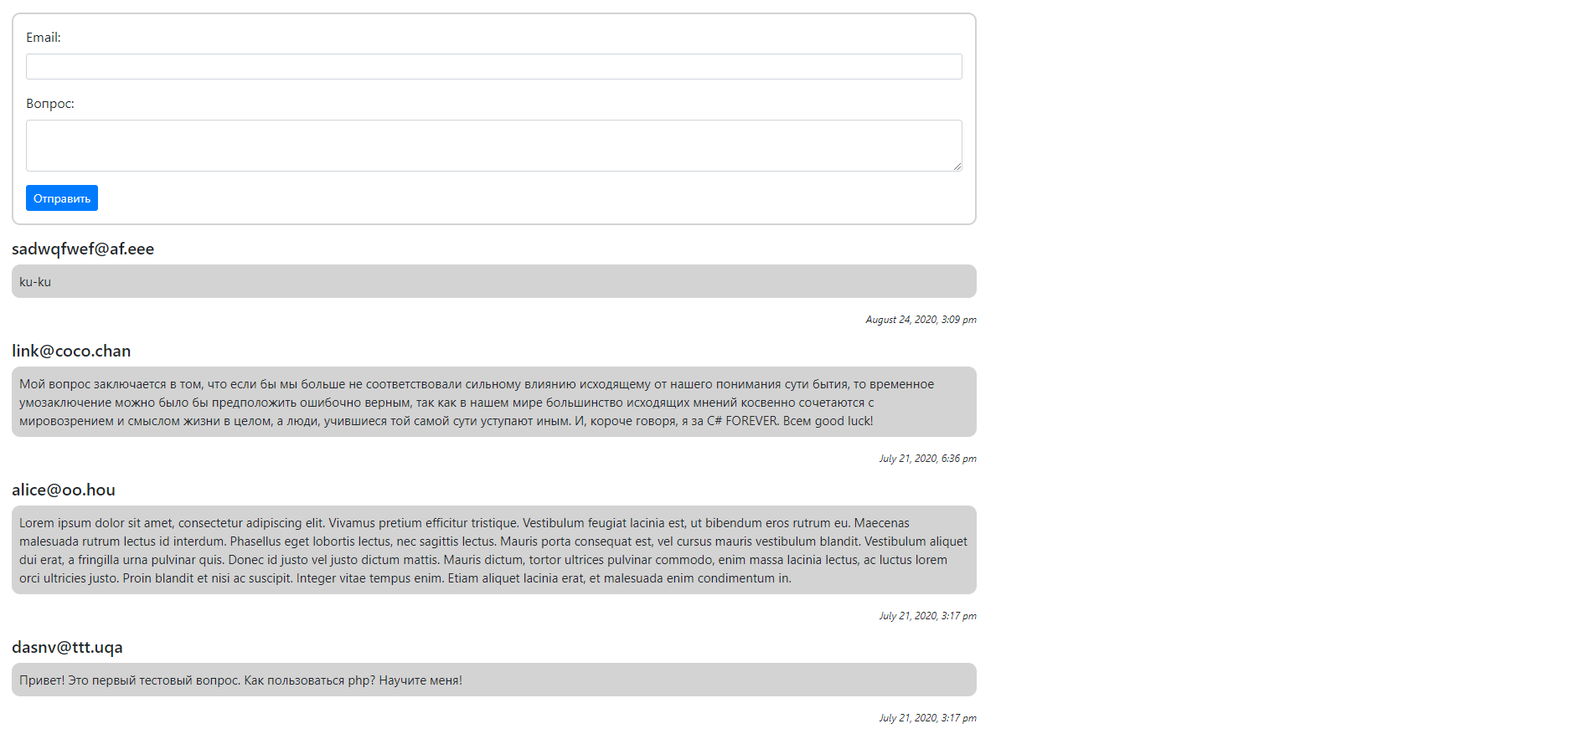 Email:
Вопрос:
Отправить
sadwqfwef@af.eee
ku-ku
August 24, 2020, 3:09 pm
link@coco.chan
Мой вопрос заключается в том, что если бы мы больше не соответствовали сильному влиянию исходящему от нашего понимания сути бытия, то временное
умозаключение можно было бы предположить ошибочно верным, так как в нашем мире большинство исходящих мнений косвенно сочетаются с
мировозрением и смыслом жизни в целом, а люди, учившиеся той самой сути уступают иным. И, короче говоря, я за C# FOREVER. Всем good luck!
July 21, 2020, 6:36 pm
alice@oo.hou
Lorem ipsum dolor sit amet, consectetur adipiscing elit. Vivamus pretium efficitur tristique. Vestibulum feugiat lacinia est, ut bibendum eros rutrum eu. Maecenas
malesuada rutrum lectus id interdum. Phasellus eget lobortis lectus, nec sagittis lectus. Mauris porta consequat est, vel cursus mauris vestibulum blandit. Vestibulum aliquet
dui erat, a fringilla urna pulvinar quis. Donec id justo vel justo dictum mattis. Mauris dictum, tortor ultrices pulvinar commodo, enim massa lacinia lectus, ac luctus lorem
orci ultricies justo. Proin blandit et nisi ac suscipit. Integer vitae tempus enim. Etiam aliquet lacinia erat, et malesuada enim condimentum in.
July 21, 2020, 3:17 pm
dasnv@ttt.uqa
Привет! Это первый тестовый вопрос. Как пользоваться php? Научите меня!
July 21, 2020, 3:17 pm